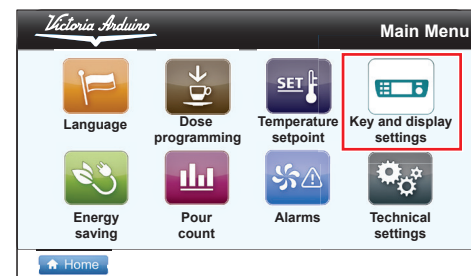 Victoria Arduino
Main Menu
SET
Language
Dose
programming
Temperature
setpoint
Key and display
settings
Energy
saving
Pour
count
Alarms
Technical
settings
Home